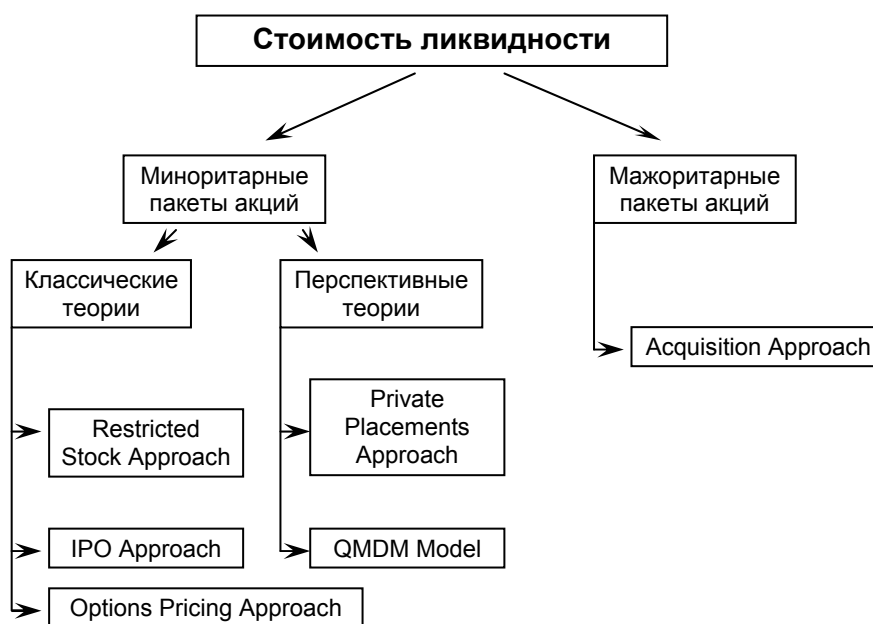 Стоимость ликвидности
Миноритарные
пакеты акций
Мажоритарные
пакеты акций
Классические
теории
Перспективные
теории
Acquisition Approach
Restricted
Stock Approach
Private
Placements
Approach
IPO Approach
QMDM Model
Options Pricing Approach